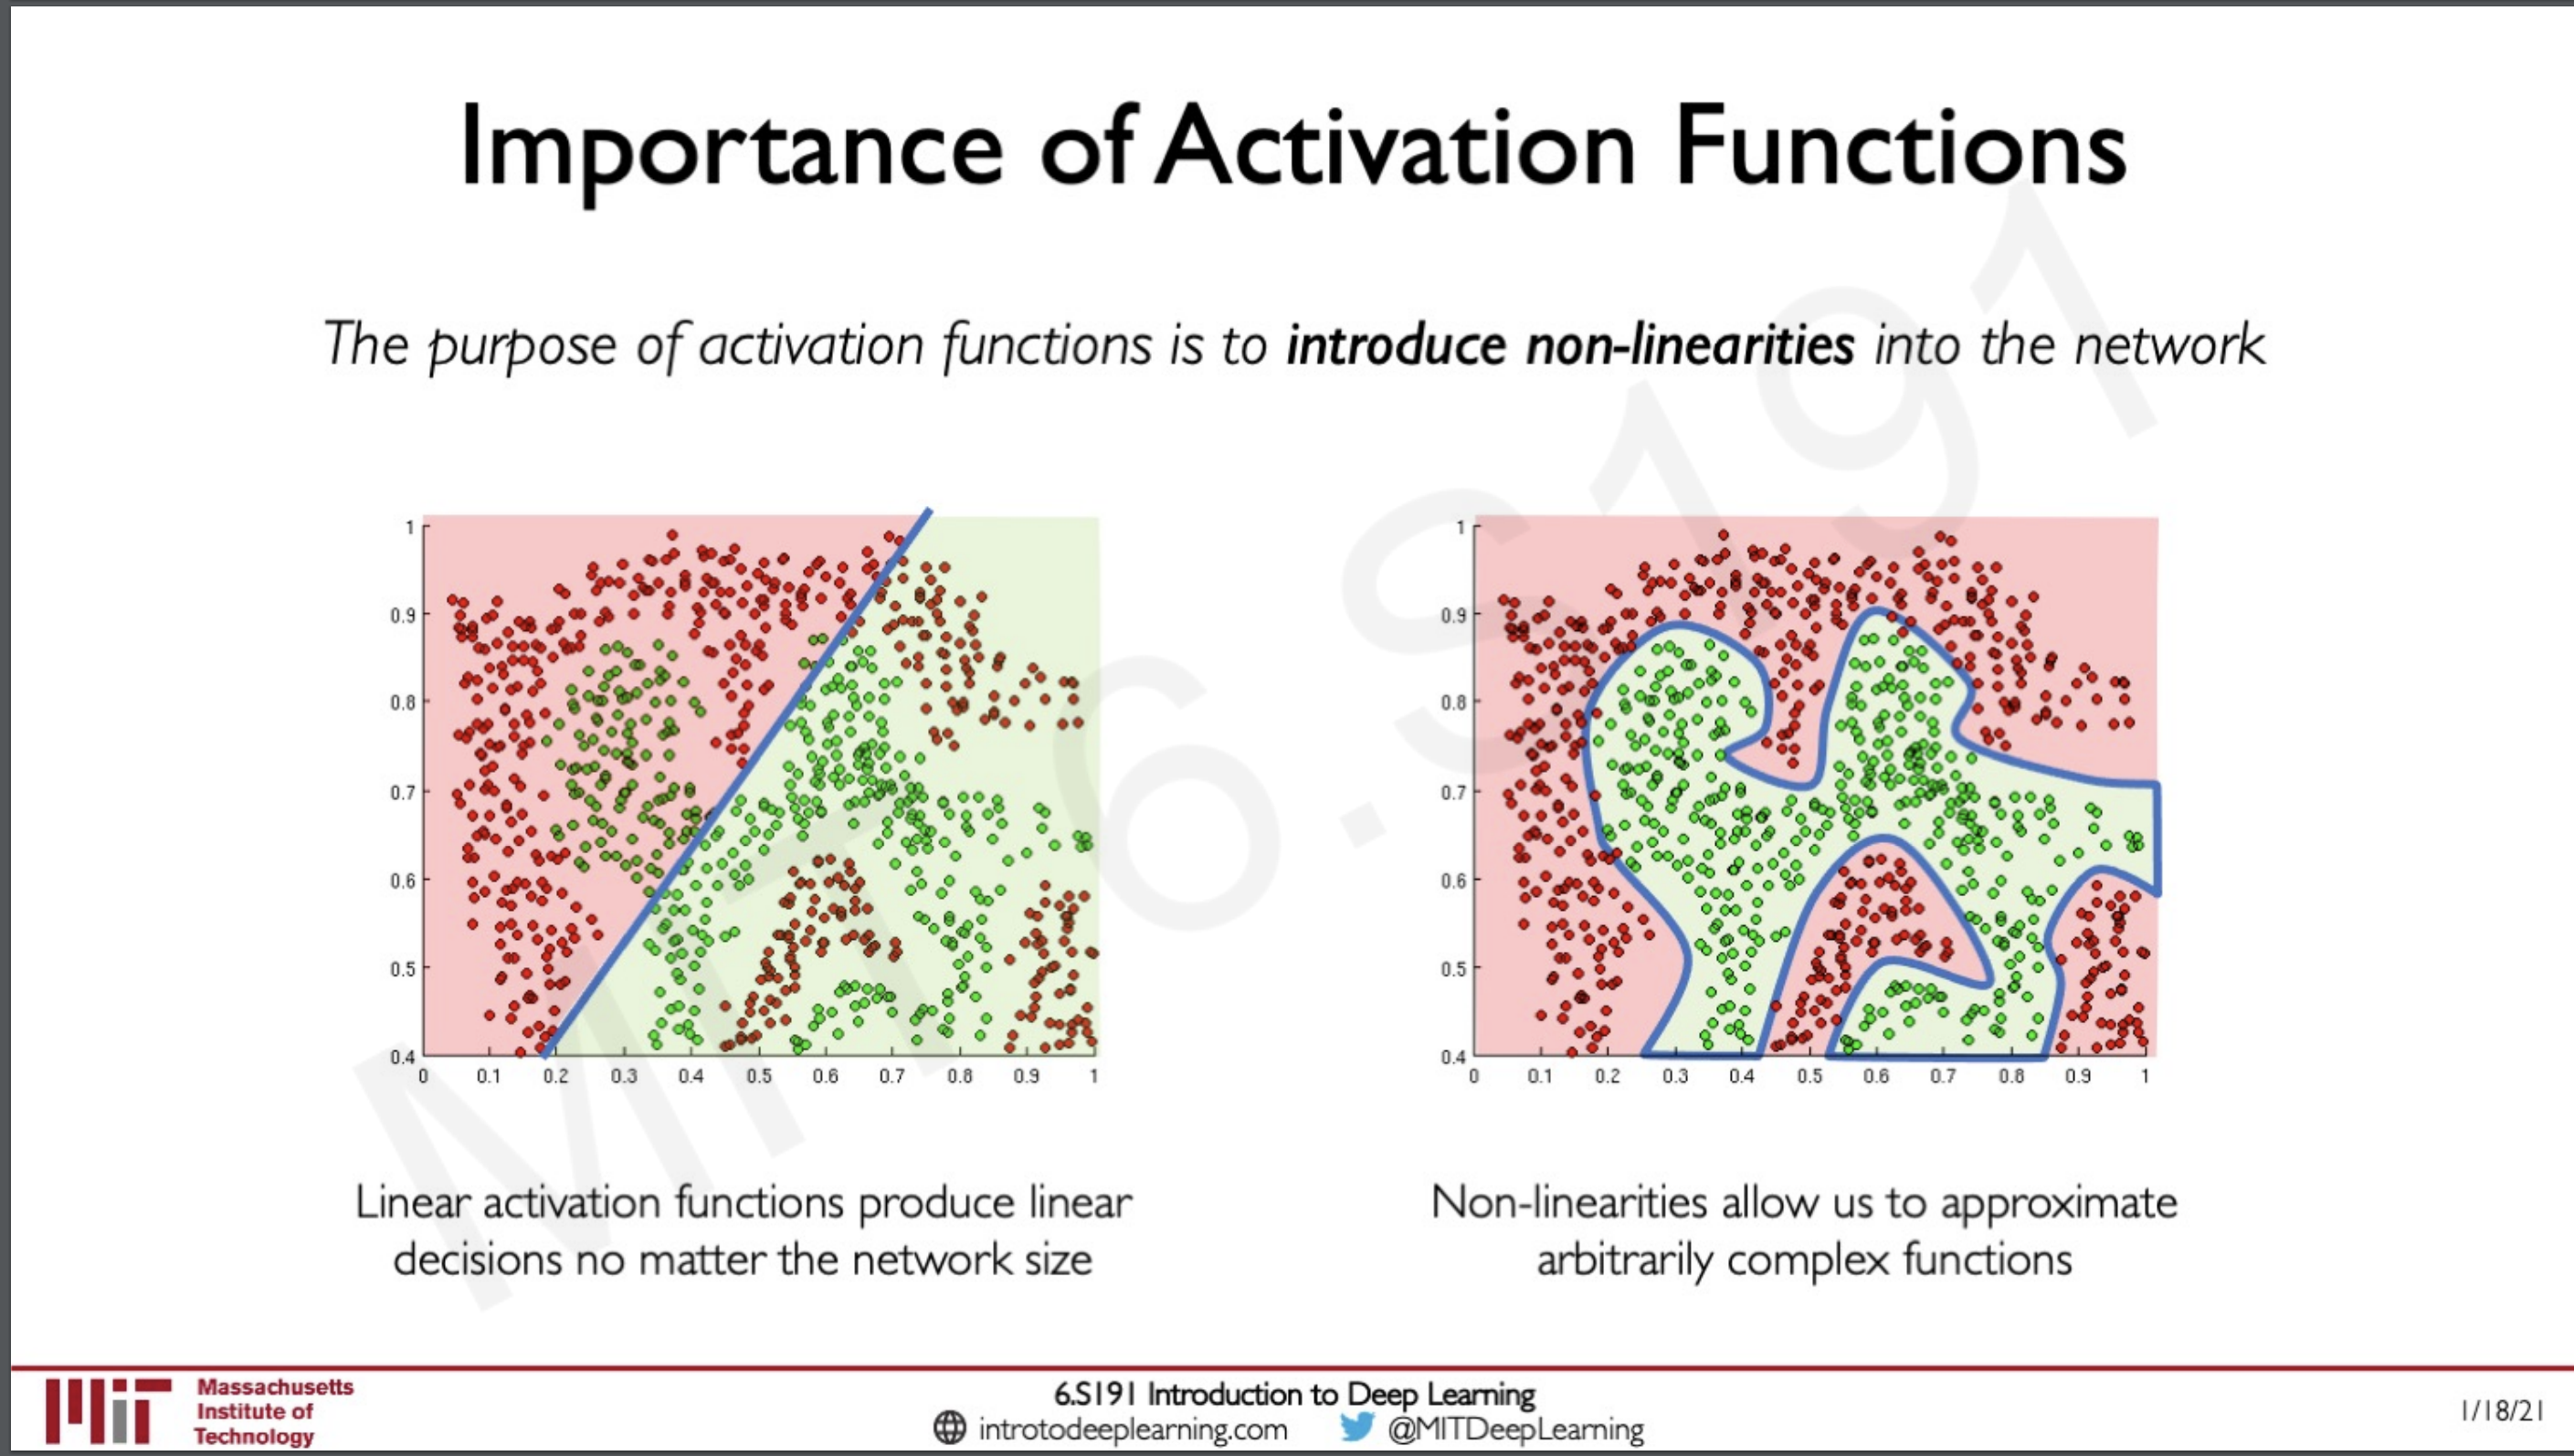 Importance of Activation Functions
The purpose of activation functions is to introduce non-linearities into the network
1
0.9
0.8
0.7
0.6
0.5
0.4
0 0.1 0.2 0.3 0.4 0.5 0.6 0.7 0.8 0.9 1
Linear activation functions produce linear
decisions no matter the network size
1
0.9
0.8
0.7
0.6
0.5
0.4
0 0.1 0.2 0.3 0.4 0.5 0.6 0.7 0.8 0.9 1
Non-linearities allow us to approximate
arbitrarily complex functions
MIT 6.S191
Massachusetts
Institute of
Technology
6.S191 Introduction to Deep Learning
introtodeeplearning.com @MITDeepLearning
1/18/21